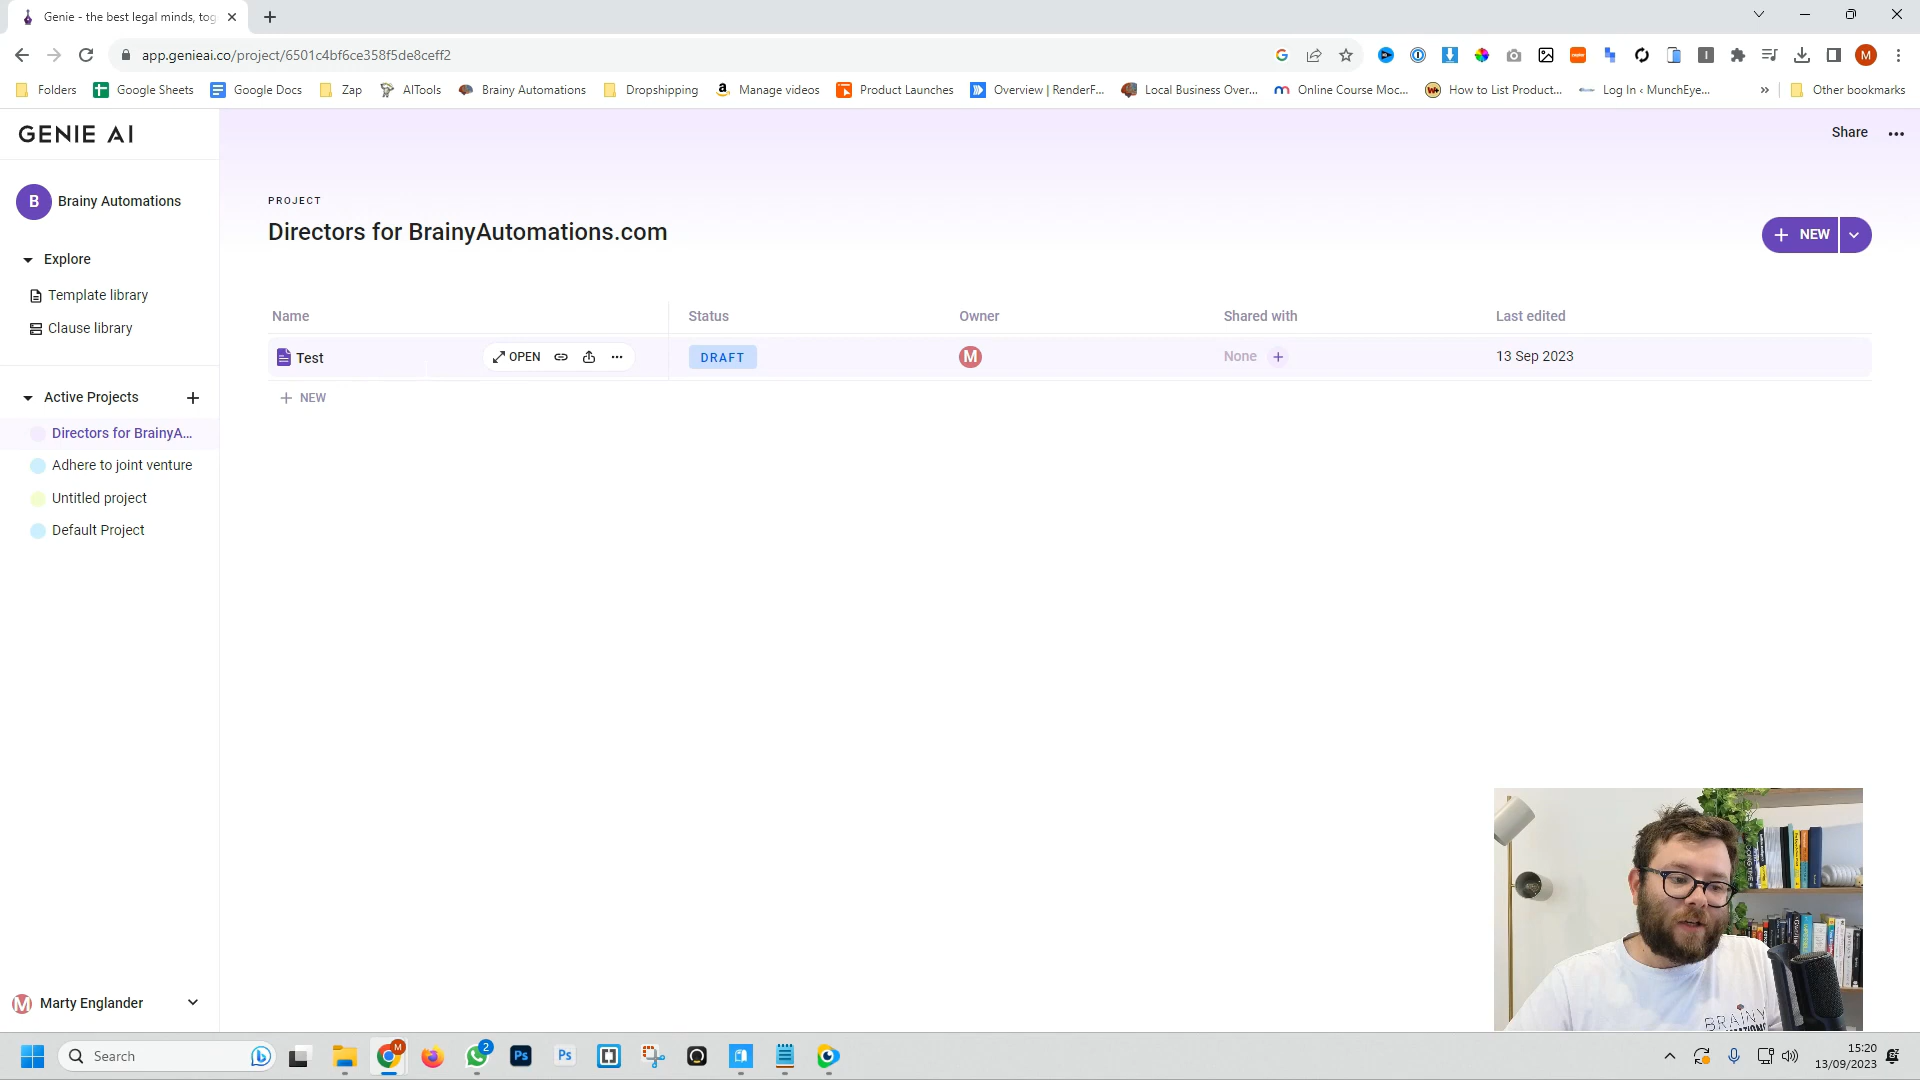 Genie - the best legal minds, tog
app.genieai.co/project/6501c4bf6ce358f5de8ceff2
M
Folders
Google Sheets
Google Docs
Zap
AITools
Brainy Automations
Dropshipping
Manage videos
Product Launches
Overview | RenderF...
Local Business Over...
Online Course Moc...
How to List Product...
Log In ‹ MunchEye...
»
Other bookmarks
GENIE AI
Share
B
Brainy Automations
PROJECT
Directors for BrainyAutomations.com
NEW
Explore
Template library
Clause library
Name
Status
Owner
Shared with
Last edited
Test
OPEN
DRAFT
M
None
13 Sep 2023
NEW
Active Projects
Directors for BrainyA...
Adhere to joint venture
Untitled project
Default Project
M
Marty Englander
BRAINY
Search
M
2
Ps
Ps
15:20
13/09/2023